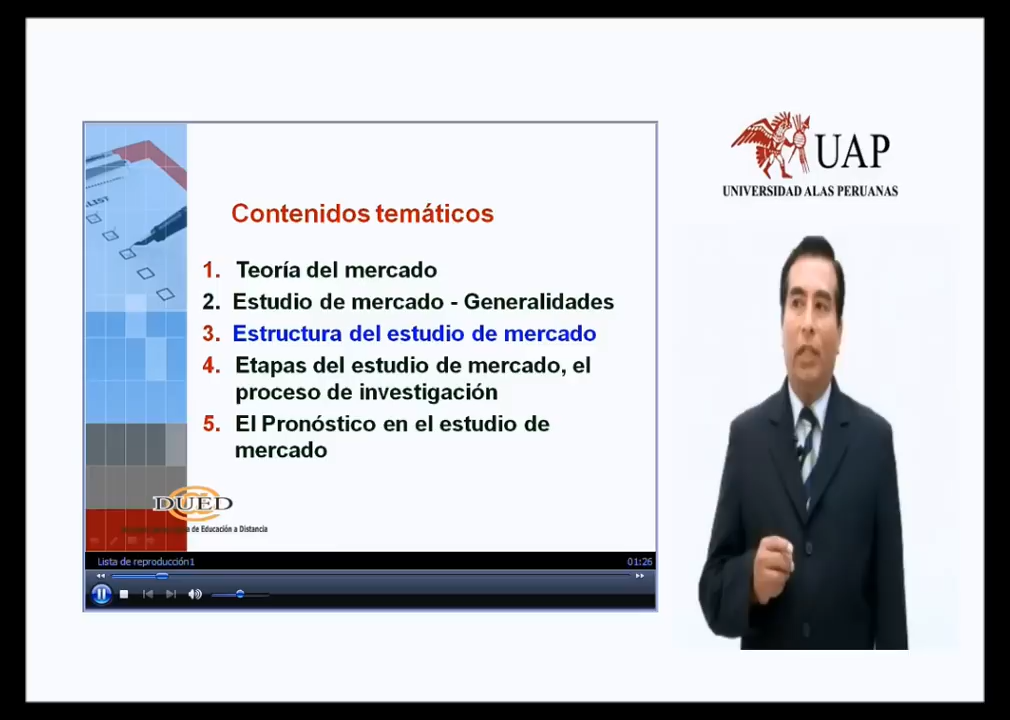 UAP
UNIVERSIDAD ALAS PERUANAS
LIST
Contenidos temáticos
1. Teoría del mercado
2. Estudio de mercado - Generalidades
3. Estructura del estudio de mercado
4. Etapas del estudio de mercado, el
proceso de investigación
5. El Pronóstico en el estudio de
mercado
DUED
de Educación a Distancia
Lista de reproducción1
01:26